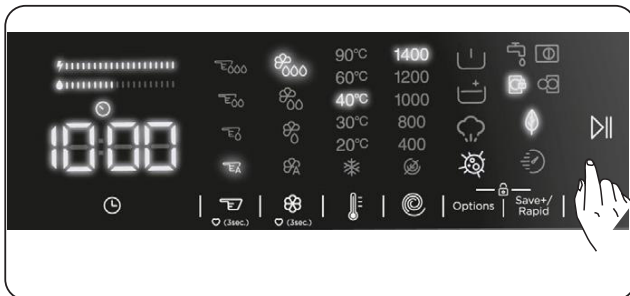 90°C 1400
60°C 1200
40°C 1000
30°C 800
20°C 400
10:00
A A
Options Save+/
Rapid
(3sec.) (3sec.)